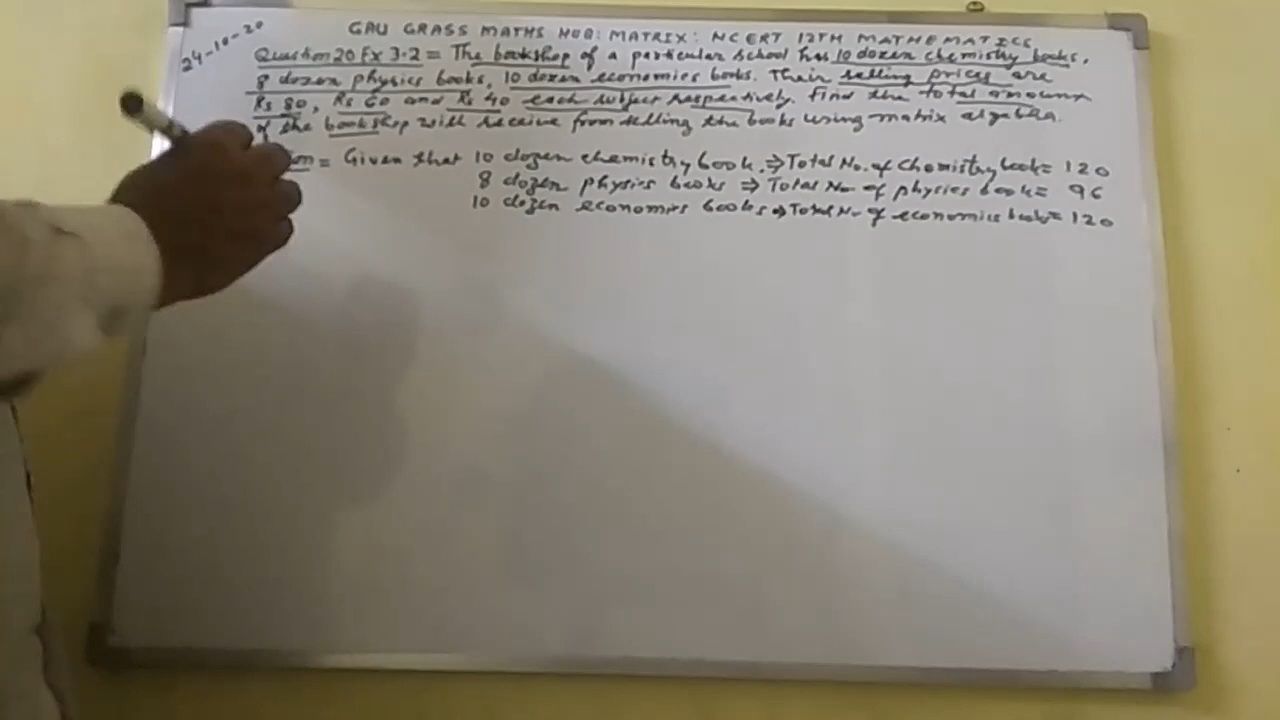 24-10-20
GAU GRASS MATHS HUB: MATRIX: NCERT 12TH MATHEMATICS
Question 20 Ex 3.2 = The bookshop of a particular school has 10 dozen chemistry books,
8 dozen physics books, 10 dozen economics books. Their selling prices are
Rs 80, Rs 60 and Rs 40 each subject respectively. Find the total amount
of the bookshop will receive from selling the books using matrix algebra.
= Given that 10 dozen chemistry book. ⇒ Total No. of Chemistry book = 120
8 dozen physics books ⇒ Total No of physics book = 96
10 dozen economics books ⇒ Total No of economics book = 120